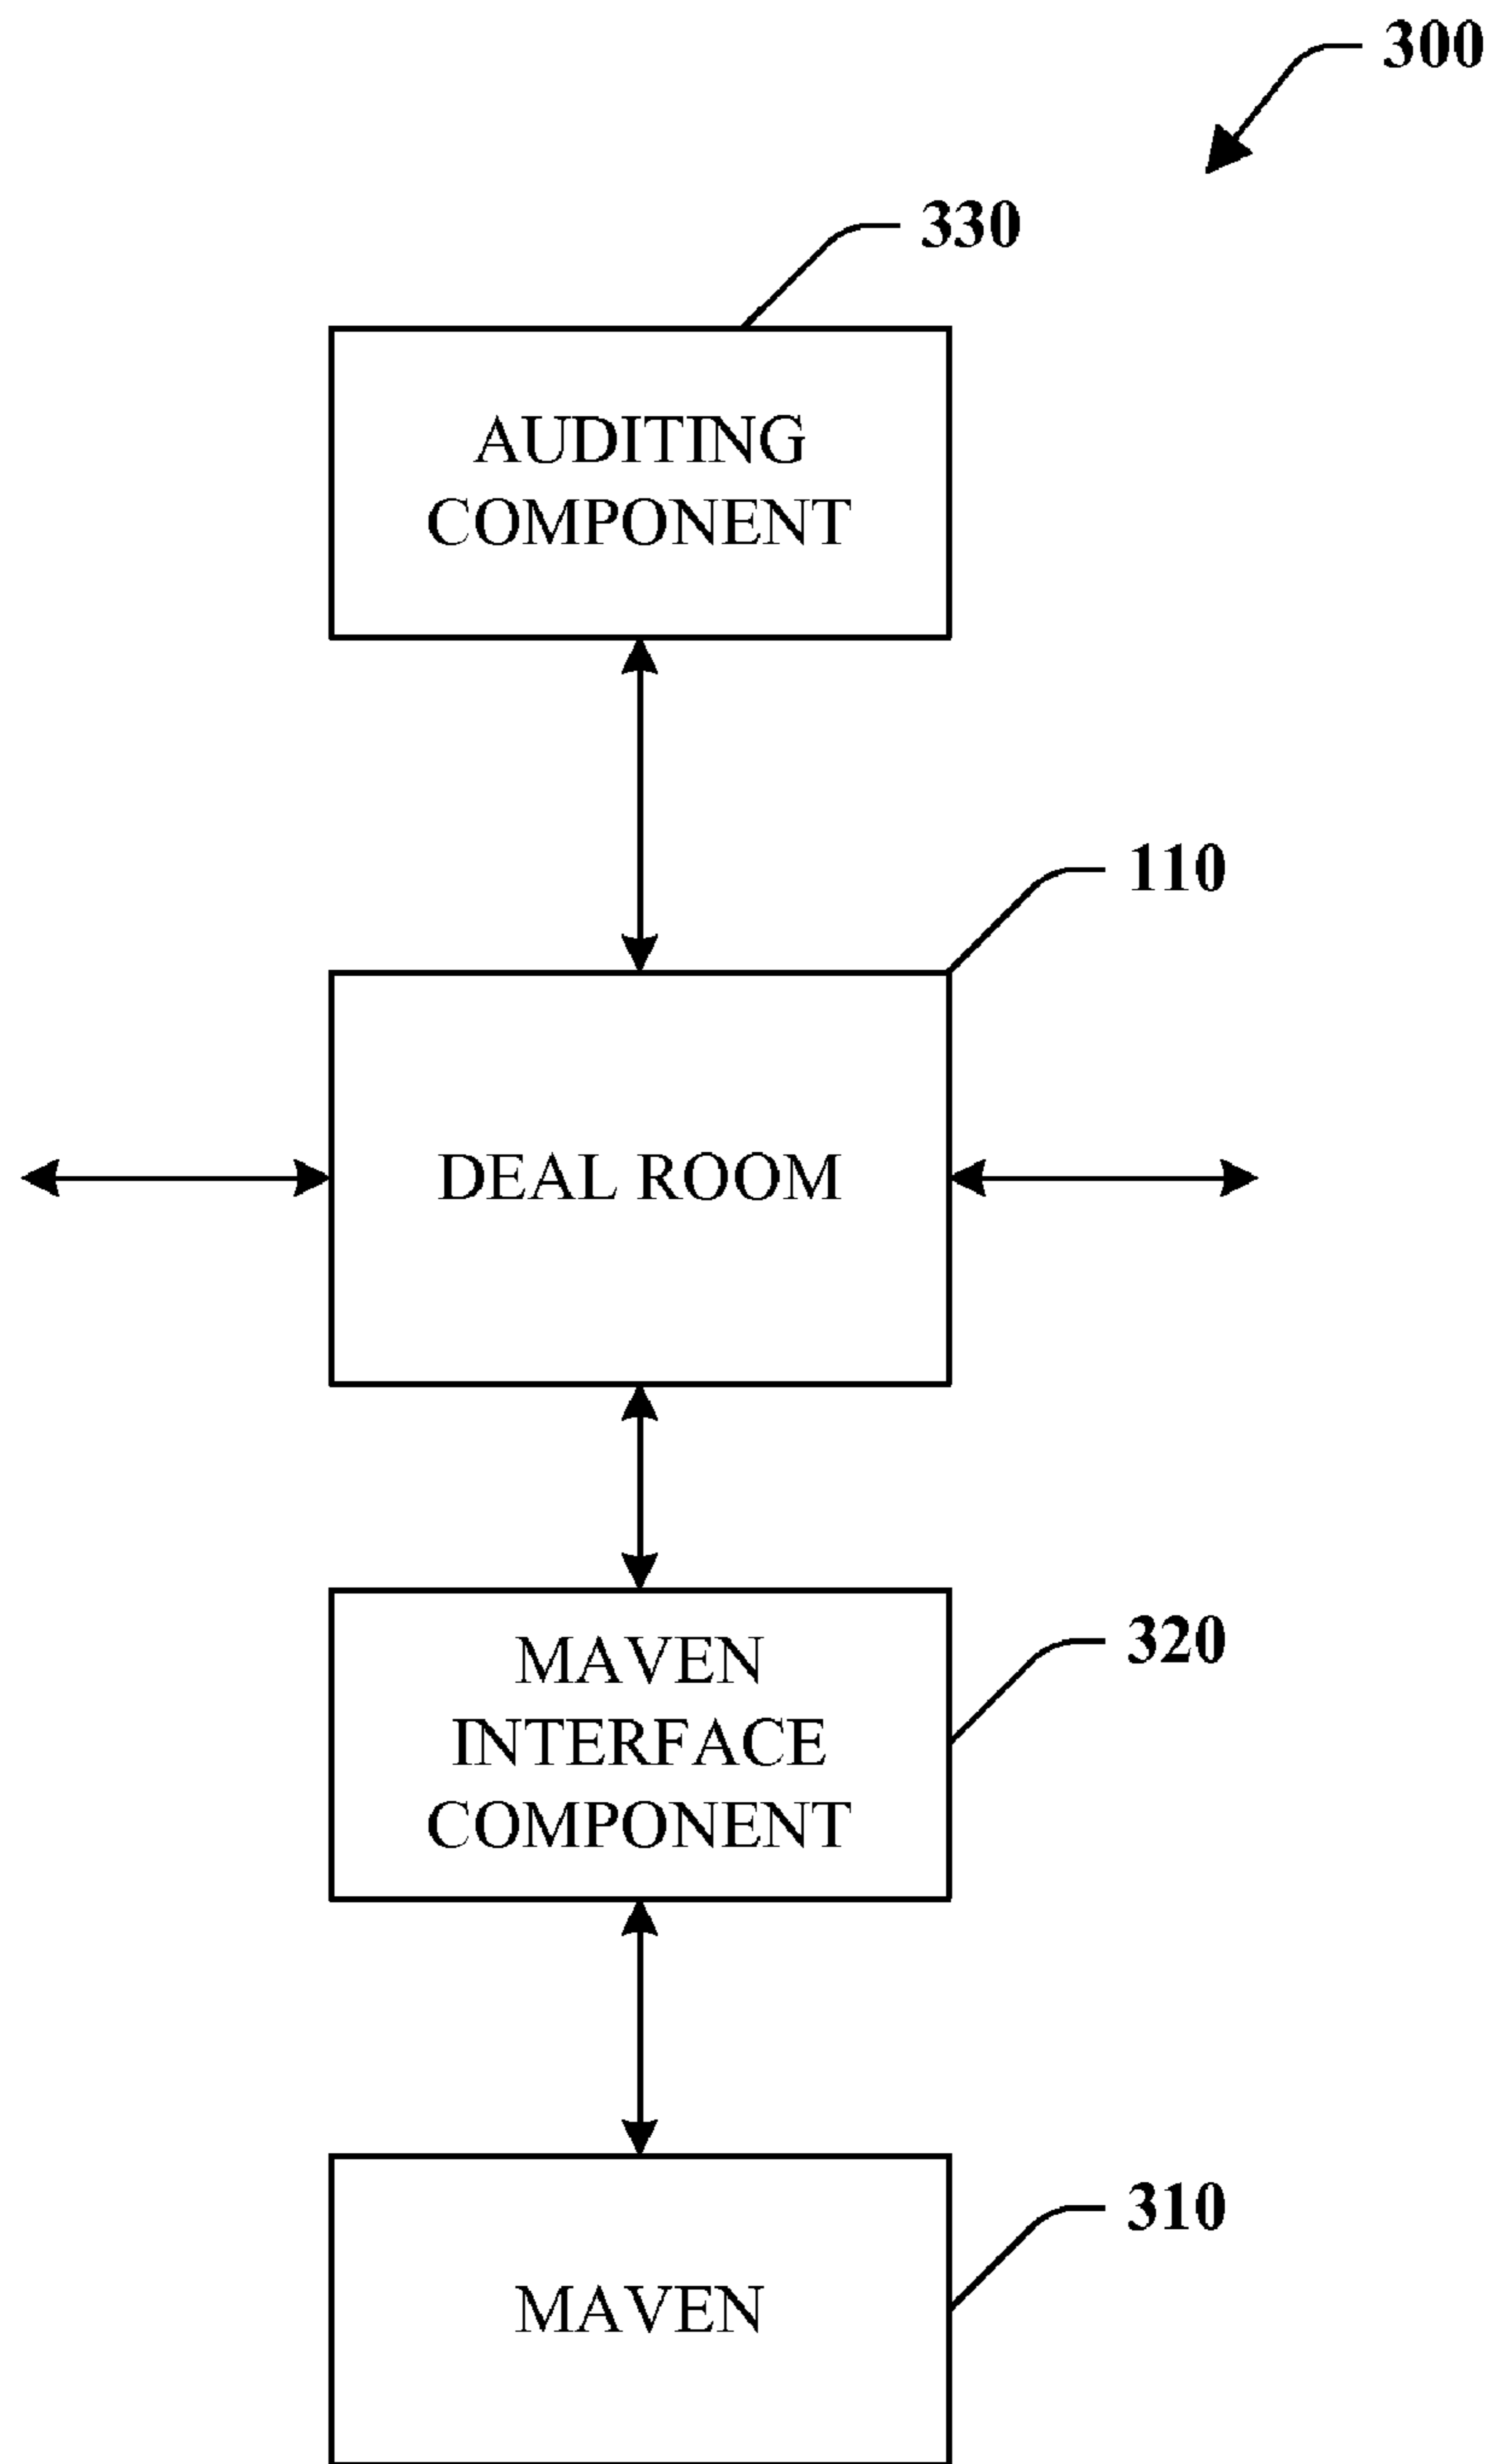 300
330
AUDITING
COMPONENT
110
DEAL ROOM
MAVEN
INTERFACE
COMPONENT
320
310
MAVEN